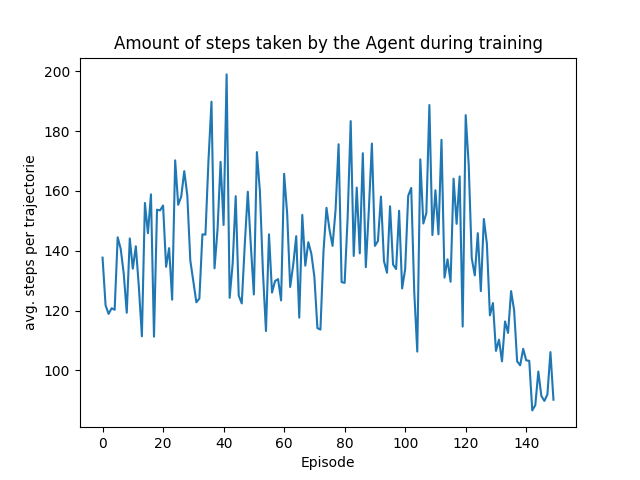 Amount of steps taken by the Agent during training
200
180
160
140
120
100
avg. steps per trajectorie
0 20 40 60 80 100 120 140
Episode